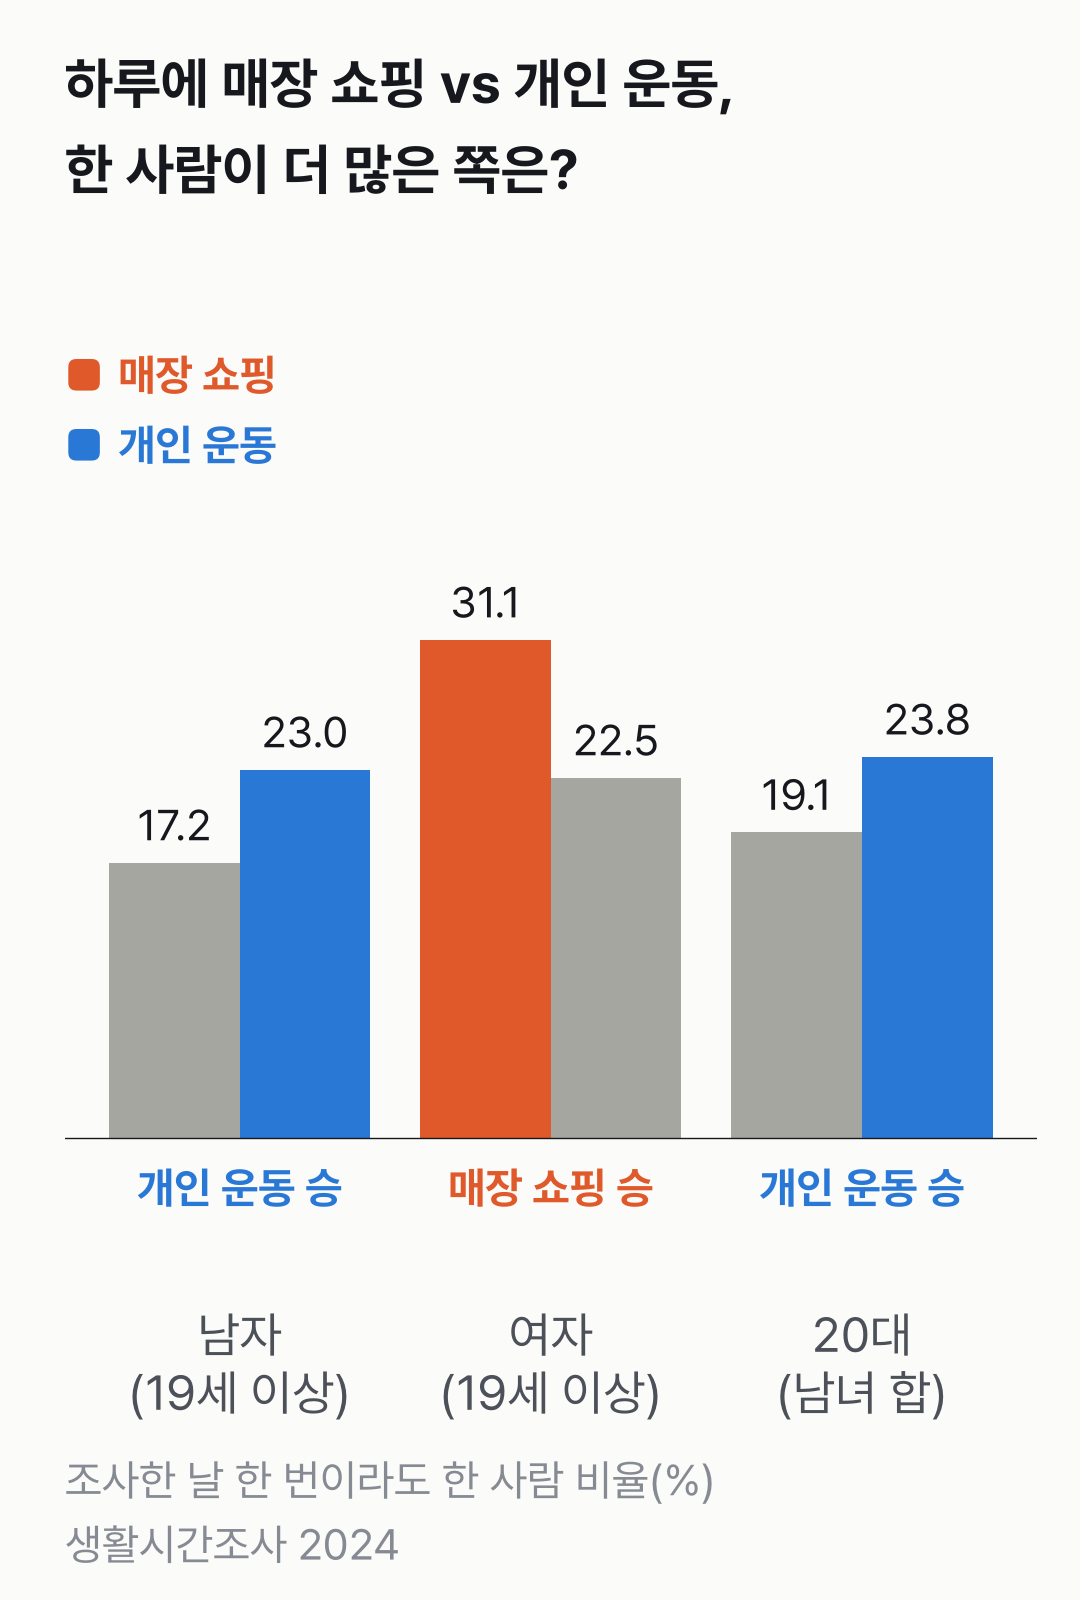 하루에 매장 쇼핑 vs 개인 운동,
한 사람이 더 많은 쪽은?
매장 쇼핑
개인 운동
17.2
23.0
31.1
22.5
19.1
23.8
개인 운동 승
매장 쇼핑 승
개인 운동 승
남자
(19세 이상)
여자
(19세 이상)
20대
(남녀 합)
조사한 날 한 번이라도 한 사람 비율(%)
생활시간조사 2024